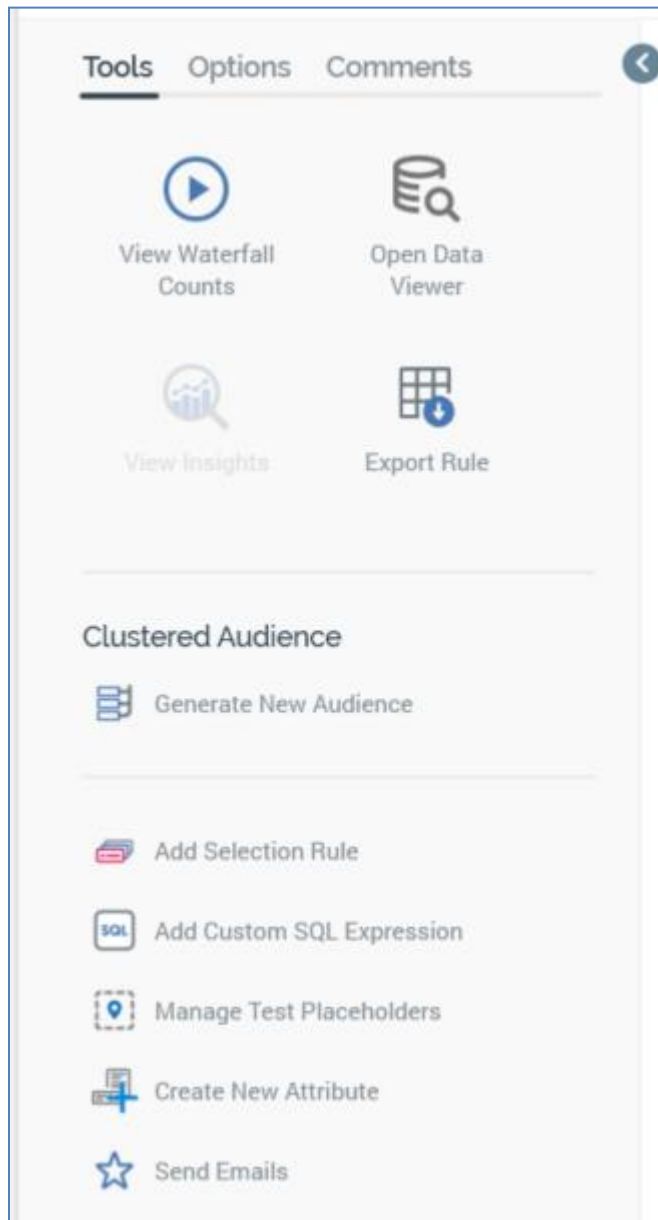 Tools Options Comments
View Waterfall
Counts
Open Data
Viewer
View Insights
Export Rule
Clustered Audience
Generate New Audience
Add Selection Rule
SQL
Add Custom SQL Expression
Manage Test Placeholders
Create New Attribute
Send Emails